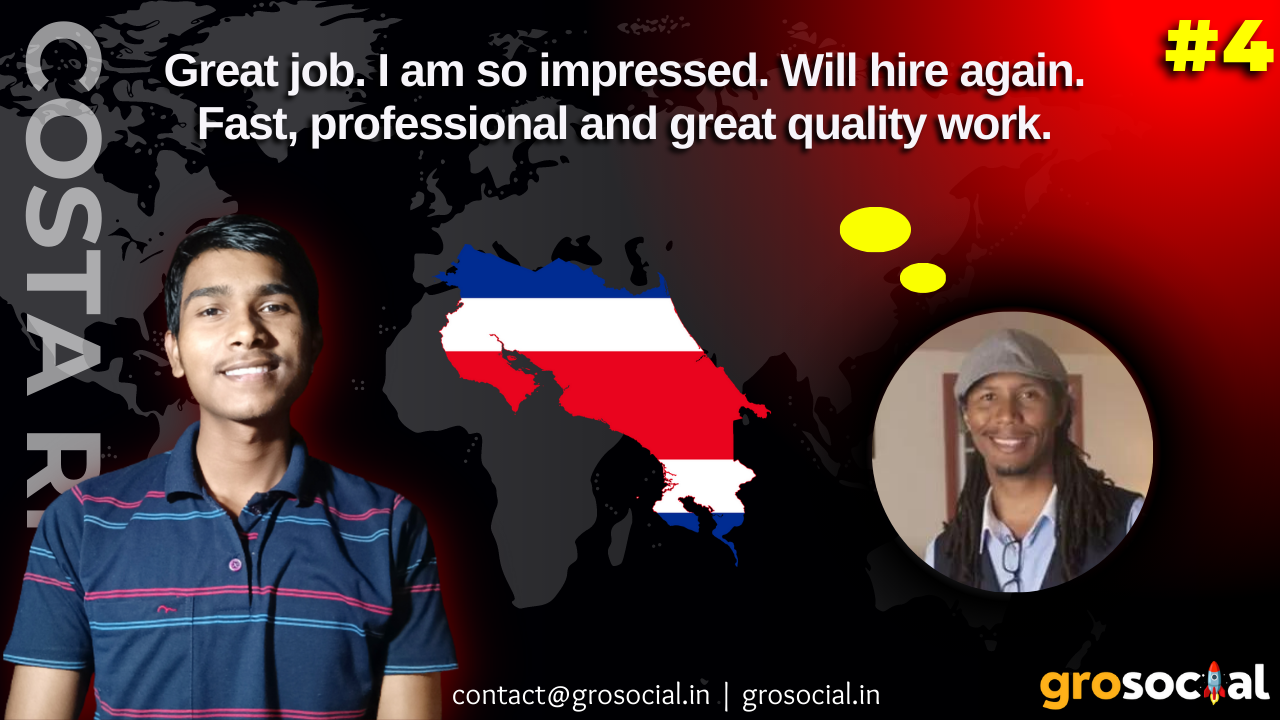 #4
Great job. I am so impressed. Will hire again.
Fast, professional and great quality work.
COSTA RI
contact@grosocial.in | grosocial.in
grosocial